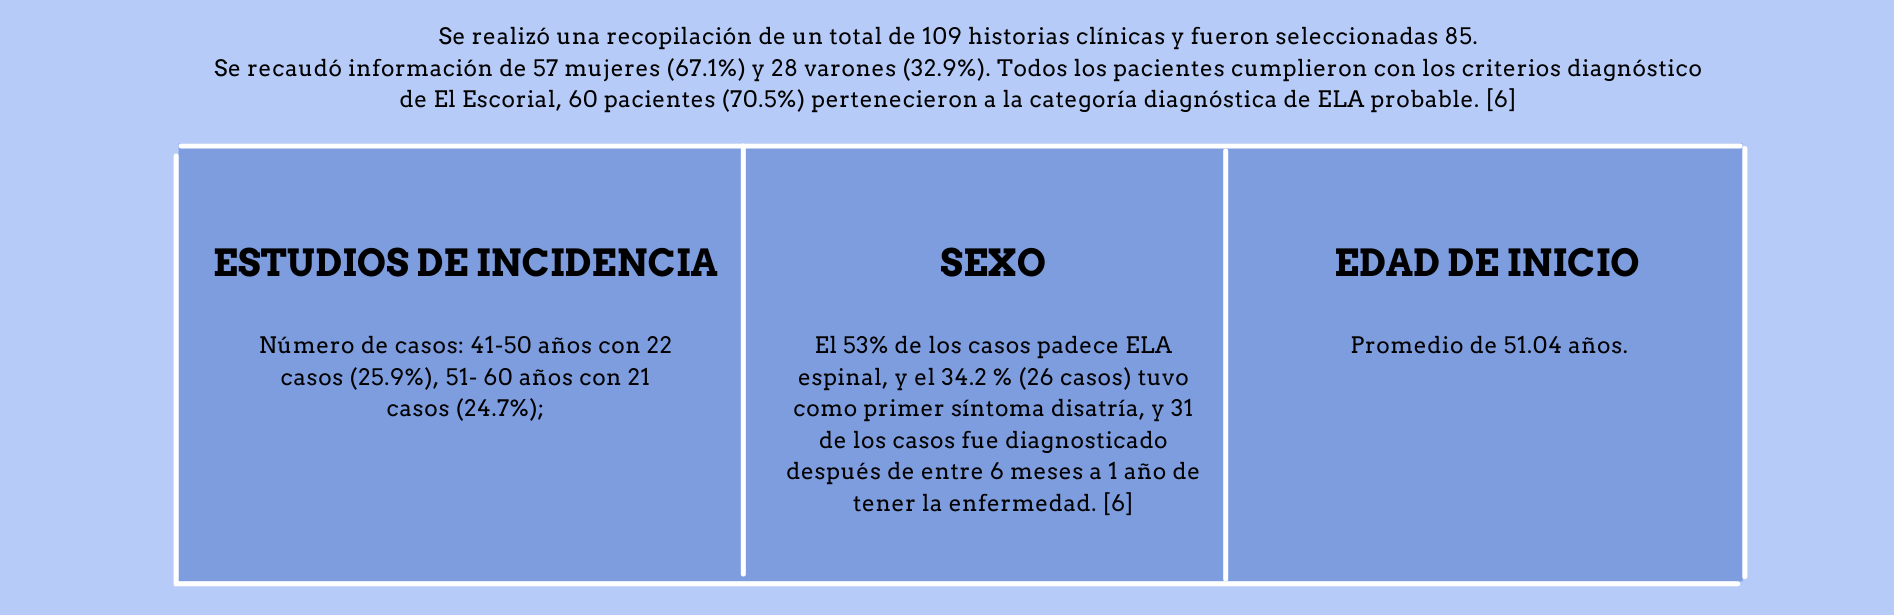 Se realizó una recopilación de un total de 109 historias clínicas y fueron seleccionadas 85.
Se recaudó información de 57 mujeres (67.1%) y 28 varones (32.9%). Todos los pacientes cumplieron con los criterios diagnóstico
de El Escorial, 60 pacientes (70.5%) pertenecieron a la categoría diagnóstica de ELA probable. [6]
ESTUDIOS DE INCIDENCIA
Número de casos: 41-50 años con 22
casos (25.9%), 51- 60 años con 21
casos (24.7%);
SEXO
El 53% de los casos padece ELA
espinal, y el 34.2 % (26 casos) tuvo
como primer síntoma disatría, y 31
de los casos fue diagnosticado
después de entre 6 meses a 1 año de
tener la enfermedad. [6]
EDAD DE INICIO
Promedio de 51.04 años.